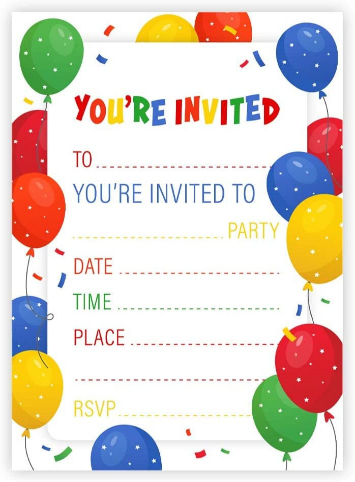 YOU'RE INVITED
TO
YOU'RE INVITED TO
PARTY
DATE
TIME
PLACE
RSVP